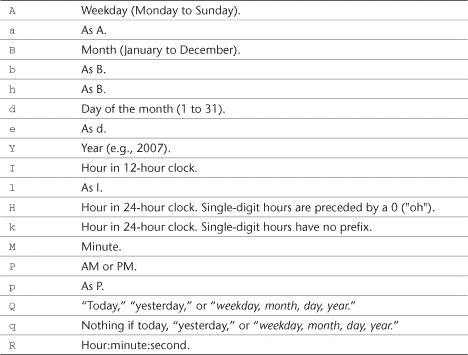 A Weekday (Monday to Sunday).
a As A.
B Month (January to December).
b As B.
h As B.
d Day of the month (1 to 31).
e As d.
Y Year (e.g., 2007).
I Hour in 12-hour clock.
l As I.
H Hour in 24-hour clock. Single-digit hours are preceded by a 0 ("oh").
k Hour in 24-hour clock. Single-digit hours have no prefix.
M Minute.
P AM or PM.
p As P.
Q “Today,” “yesterday,” or “weekday, month, day, year.”
q Nothing if today, “yesterday,” or “weekday, month, day, year.”
R Hour:minute:second.